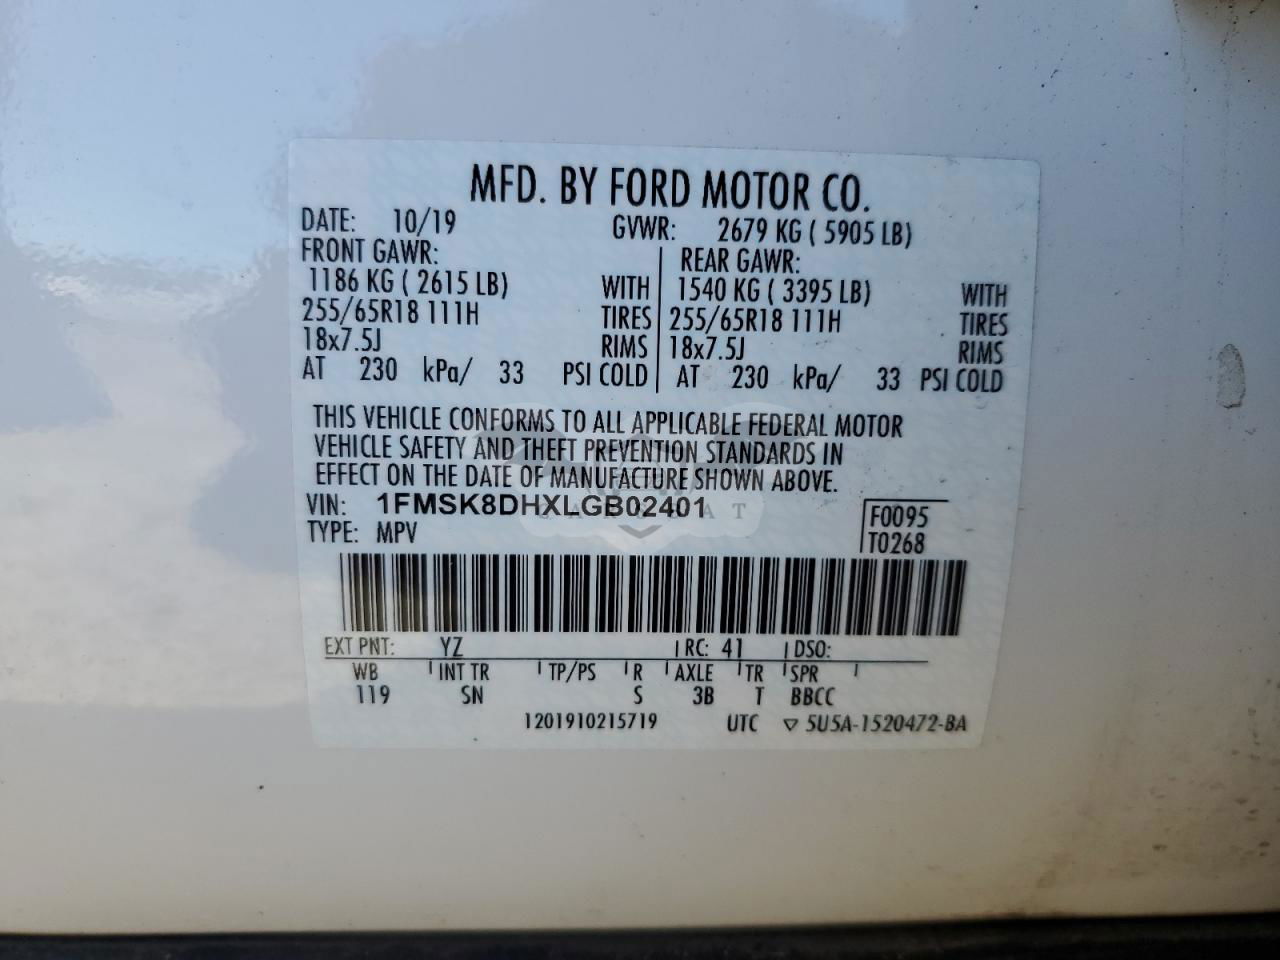 MFD. BY FORD MOTOR CO.
DATE: 10/19 GVWR: 2679 KG ( 5905 LB)
FRONT GAWR: REAR GAWR:
1186 KG ( 2615 LB) WITH 1540 KG ( 3395 LB) WITH
255/65R18 111H TIRES 255/65R18 111H TIRES
18x7.5J RIMS 18x7.5J RIMS
AT 230 kPa/ 33 PSI COLD AT 230 kPa/ 33 PSI COLD
THIS VEHICLE CONFORMS TO ALL APPLICABLE FEDERAL MOTOR
VEHICLE SAFETY AND THEFT PREVENTION STANDARDS IN
EFFECT ON THE DATE OF MANUFACTURE SHOWN ABOVE.
VIN: 1FMSK8DHXLGB02401 F0095
TYPE: MPV T0268
EXT PNT: YZ RC: 41 DSO:
WB INT TR TP/PS R AXLE TR SPR
119 SN S 3B T BBCC
1201910215719 UTC ▽ 5U5A-1520472-BA